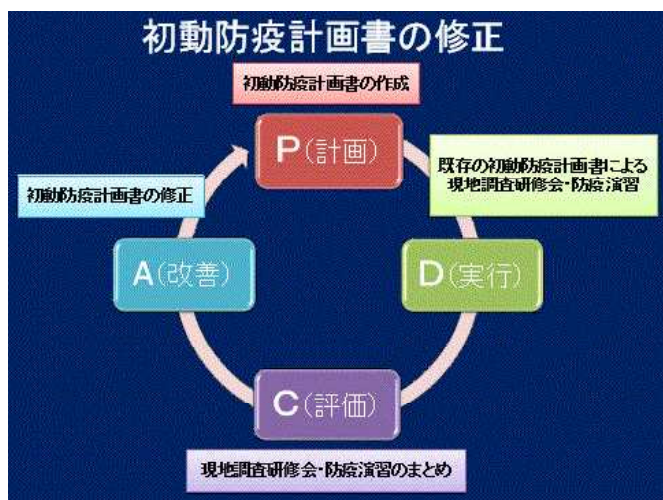 初動防疫計画書の修正
初動防疫計画書の作成
P(計画)
既存の初動防疫計画書による
現地調査研修会・防疫演習
初動防疫計画書の修正
A(改善)
D(実行)
C(評価)
現地調査研修会・防疫演習のまとめ